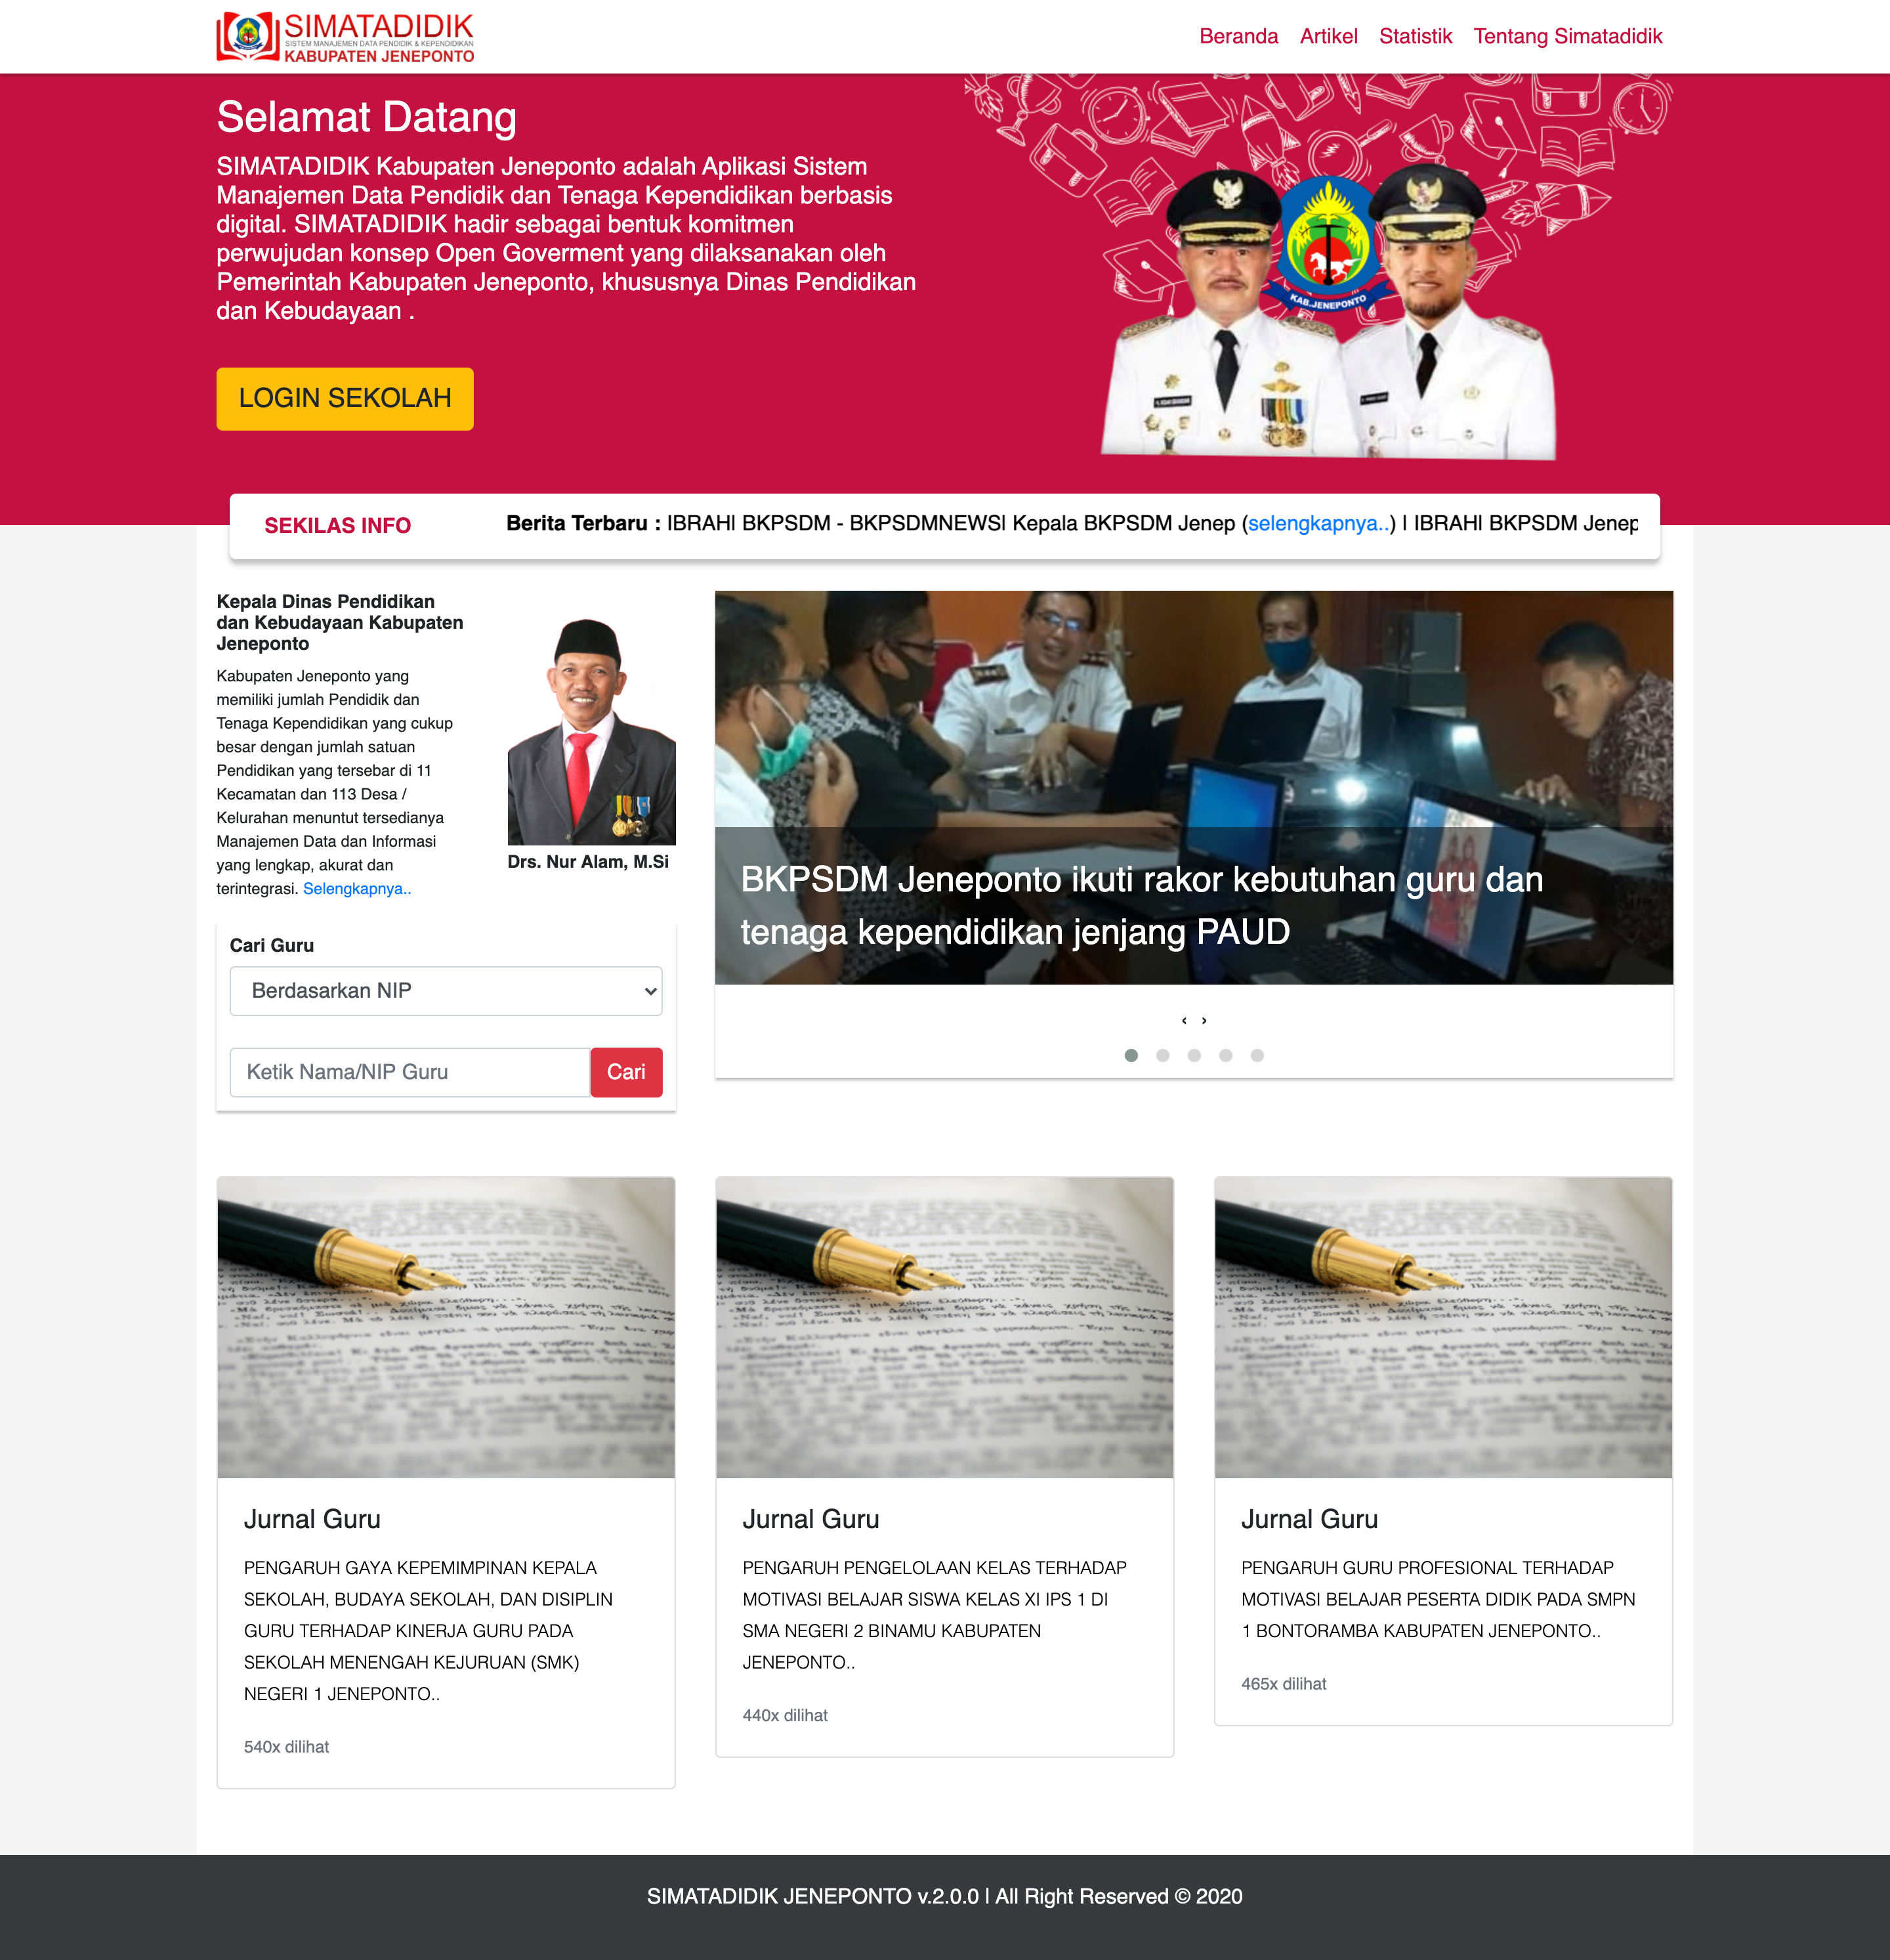 SIMATADIDIK
SISTEM MANAJEMEN DATA PENDIDIK & KEPENDIDIKAN
KABUPATEN JENEPONTO
Beranda Artikel Statistik Tentang Simatadidik
Selamat Datang
SIMATADIDIK Kabupaten Jeneponto adalah Aplikasi Sistem
Manajemen Data Pendidik dan Tenaga Kependidikan berbasis
digital. SIMATADIDIK hadir sebagai bentuk komitmen
perwujudan konsep Open Goverment yang dilaksanakan oleh
Pemerintah Kabupaten Jeneponto, khususnya Dinas Pendidikan
dan Kebudayaan .
KAB.JENEPONTO
LOGIN SEKOLAH
SEKILAS INFO
Berita Terbaru : IBRAH| BKPSDM - BKPSDMNEWS| Kepala BKPSDM Jenep (selengkapnya..) | IBRAH| BKPSDM Jenep
Kepala Dinas Pendidikan
dan Kebudayaan Kabupaten
Jeneponto
Kabupaten Jeneponto yang
memiliki jumlah Pendidik dan
Tenaga Kependidikan yang cukup
besar dengan jumlah satuan
Pendidikan yang tersebar di 11
Kecamatan dan 113 Desa /
Kelurahan menuntut tersedianya
Manajemen Data dan Informasi
yang lengkap, akurat dan
terintegrasi. Selengkapnya..
Drs. Nur Alam, M.Si
BKPSDM Jeneponto ikuti rakor kebutuhan guru dan
tenaga kependidikan jenjang PAUD
‹ ›
Cari Guru
Berdasarkan NIP
Ketik Nama/NIP Guru
Cari
Jurnal Guru
PENGARUH GAYA KEPEMIMPINAN KEPALA
SEKOLAH, BUDAYA SEKOLAH, DAN DISIPLIN
GURU TERHADAP KINERJA GURU PADA
SEKOLAH MENENGAH KEJURUAN (SMK)
NEGERI 1 JENEPONTO..
540x dilihat
Jurnal Guru
PENGARUH PENGELOLAAN KELAS TERHADAP
MOTIVASI BELAJAR SISWA KELAS XI IPS 1 DI
SMA NEGERI 2 BINAMU KABUPATEN
JENEPONTO..
440x dilihat
Jurnal Guru
PENGARUH GURU PROFESIONAL TERHADAP
MOTIVASI BELAJAR PESERTA DIDIK PADA SMPN
1 BONTORAMBA KABUPATEN JENEPONTO..
465x dilihat
SIMATADIDIK JENEPONTO v.2.0.0 | All Right Reserved © 2020